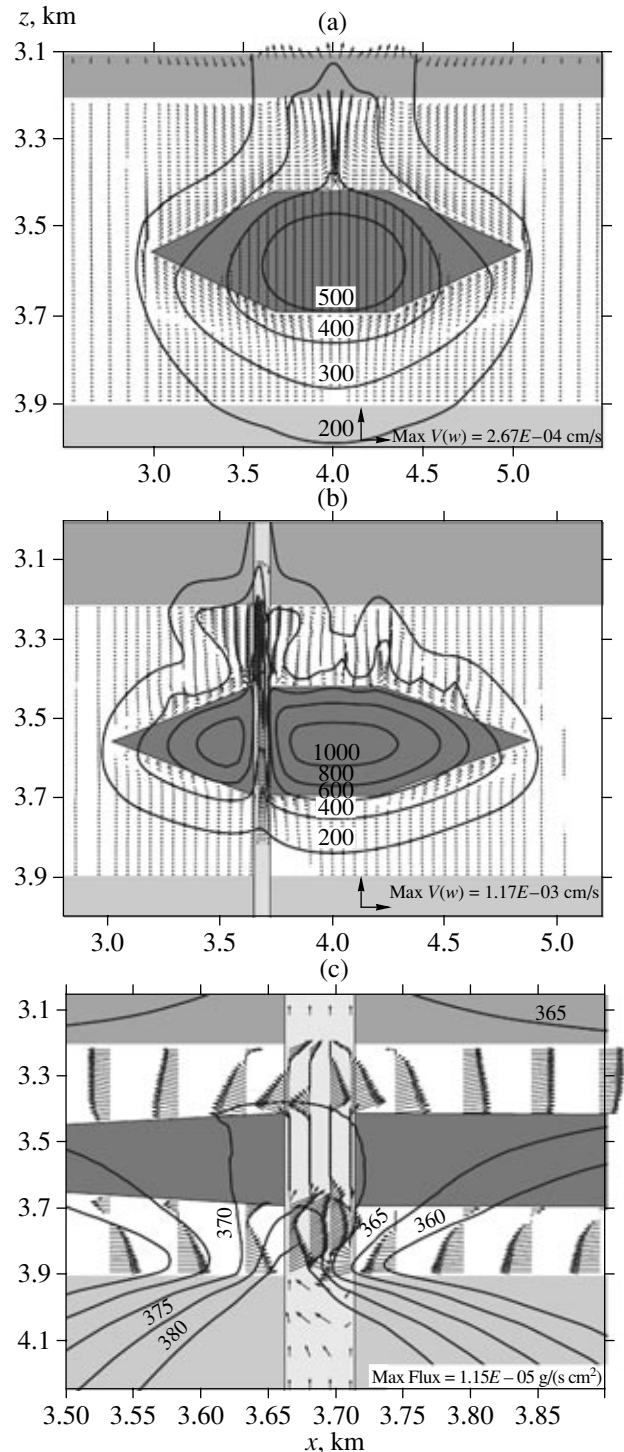 z, km
(a)
3.1
3.3
3.5
3.7
3.9
500
400
300
200
Max V(w) = 2.67E–04 cm/s
3.0 3.5 4.0 4.5 5.0
(b)
3.1
3.3
3.5
3.7
3.9
1000
800
600
400
200
Max V(w) = 1.17E–03 cm/s
3.0 3.5 4.0 4.5 5.0
(c)
3.1
3.3
3.5
3.7
3.9
4.1
365
370
365
360
375
380
Max Flux = 1.15E – 05 g/(s cm²)
3.50 3.55 3.60 3.65 3.70 3.75 3.80 3.85
x, km